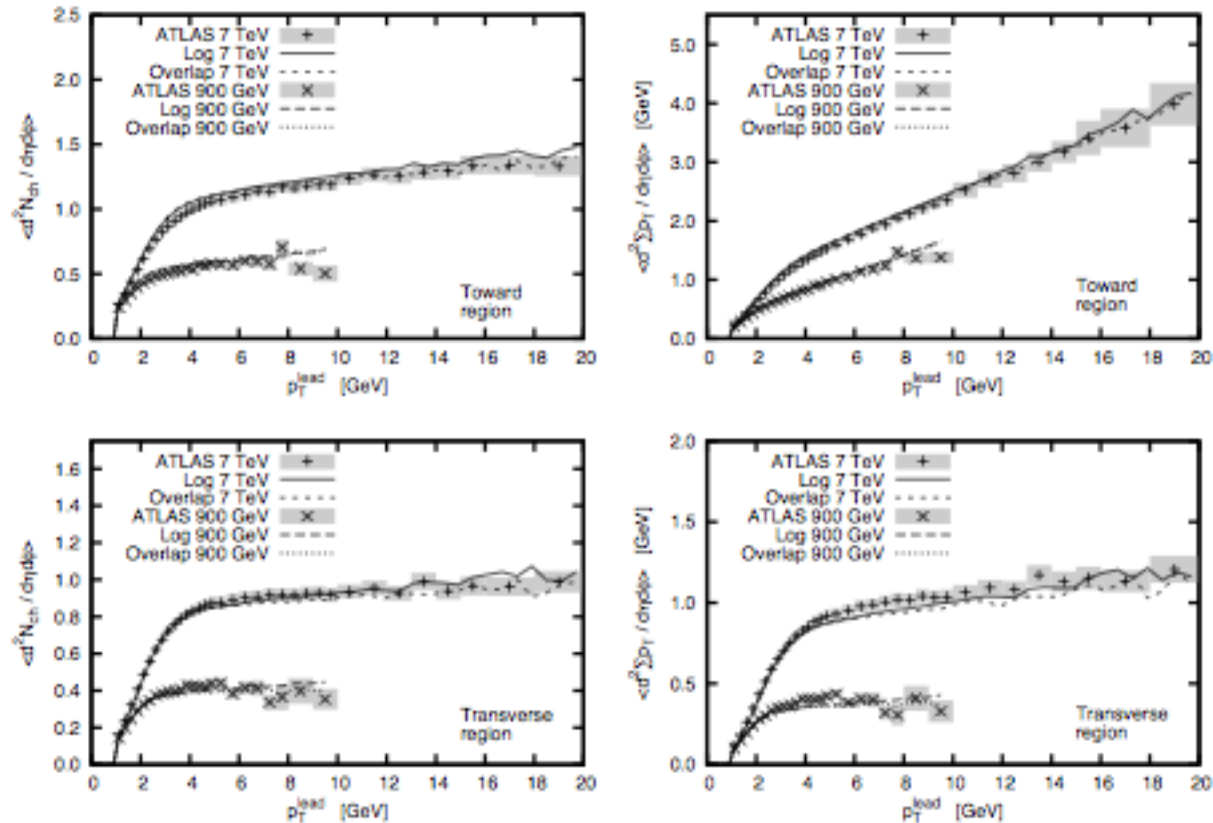 <d²N_ch / dηdφ>
2.5
2.0
1.5
1.0
0.5
0.0
ATLAS 7 TeV
Log 7 TeV
Overlap 7 TeV
ATLAS 900 GeV
Log 900 GeV
Overlap 900 GeV
Toward
region
0 2 4 6 8 10 12 14 16 18 20
p_T^lead [GeV]
<d²Σp_T / dηdφ> [GeV]
5.0
4.0
3.0
2.0
1.0
0.0
ATLAS 7 TeV
Log 7 TeV
Overlap 7 TeV
ATLAS 900 GeV
Log 900 GeV
Overlap 900 GeV
Toward
region
0 2 4 6 8 10 12 14 16 18 20
p_T^lead [GeV]
<d²N_ch / dηdφ>
1.6
1.4
1.2
1.0
0.8
0.6
0.4
0.2
0.0
ATLAS 7 TeV
Log 7 TeV
Overlap 7 TeV
ATLAS 900 GeV
Log 900 GeV
Overlap 900 GeV
Transverse
region
0 2 4 6 8 10 12 14 16 18 20
p_T^lead [GeV]
<d²Σp_T / dηdφ> [GeV]
2.0
1.5
1.0
0.5
0.0
ATLAS 7 TeV
Log 7 TeV
Overlap 7 TeV
ATLAS 900 GeV
Log 900 GeV
Overlap 900 GeV
Transverse
region
0 2 4 6 8 10 12 14 16 18 20
p_T^lead [GeV]